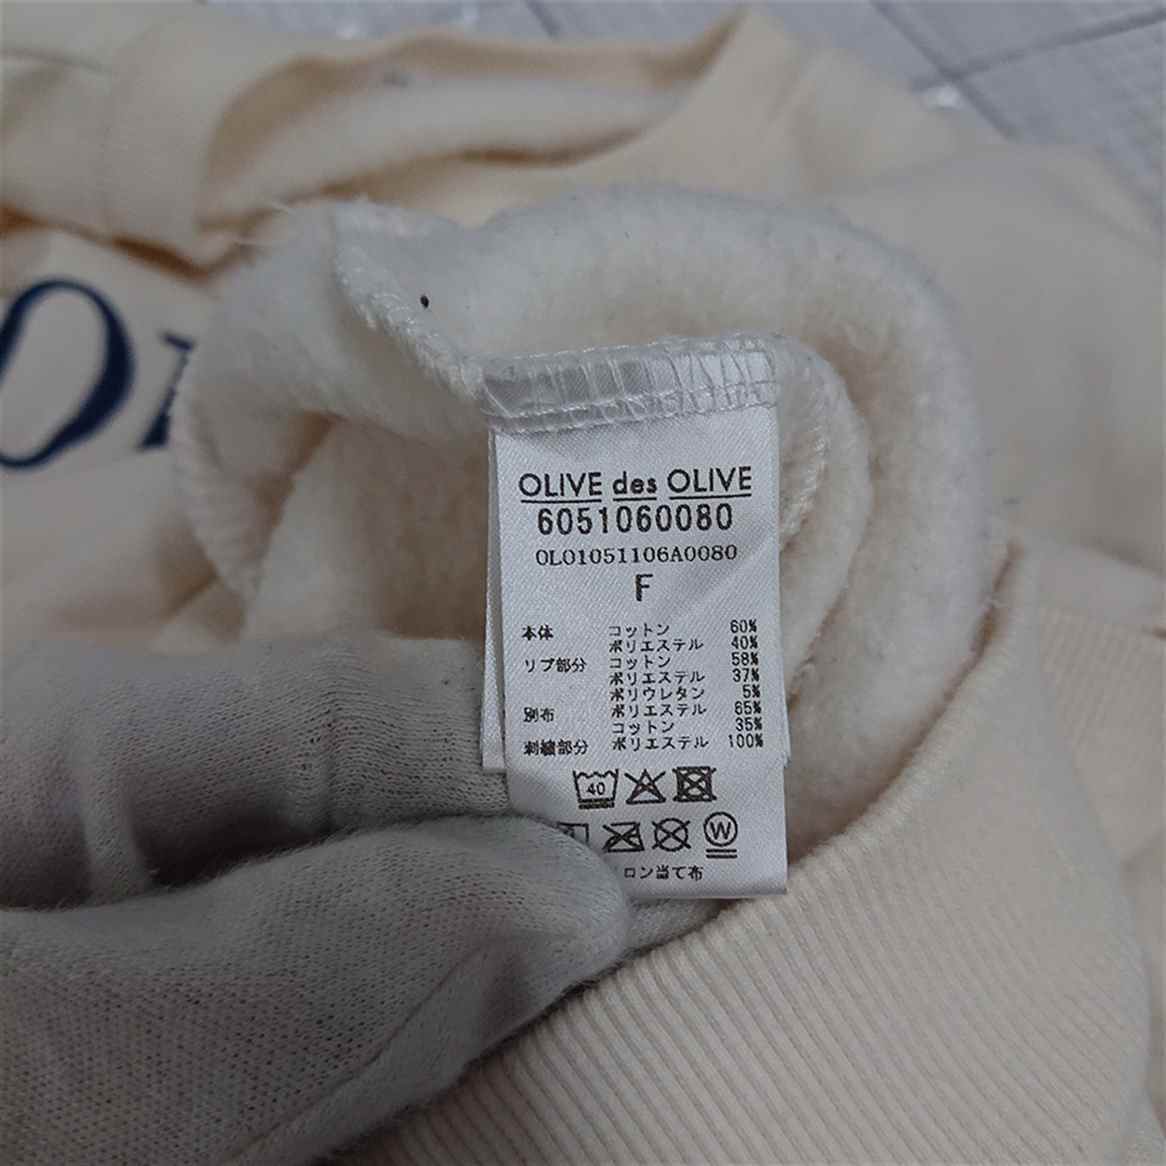 OLIVE des OLIVE
6051060080
OL01051106A0080
F
本体 コットン 60%
ポリエステル 40%
リブ部分 コットン 58%
ポリエステル 37%
ポリウレタン 5%
別布 ポリエステル 65%
コットン 35%
刺繍部分 ポリエステル 100%
40
W
ロン当て布